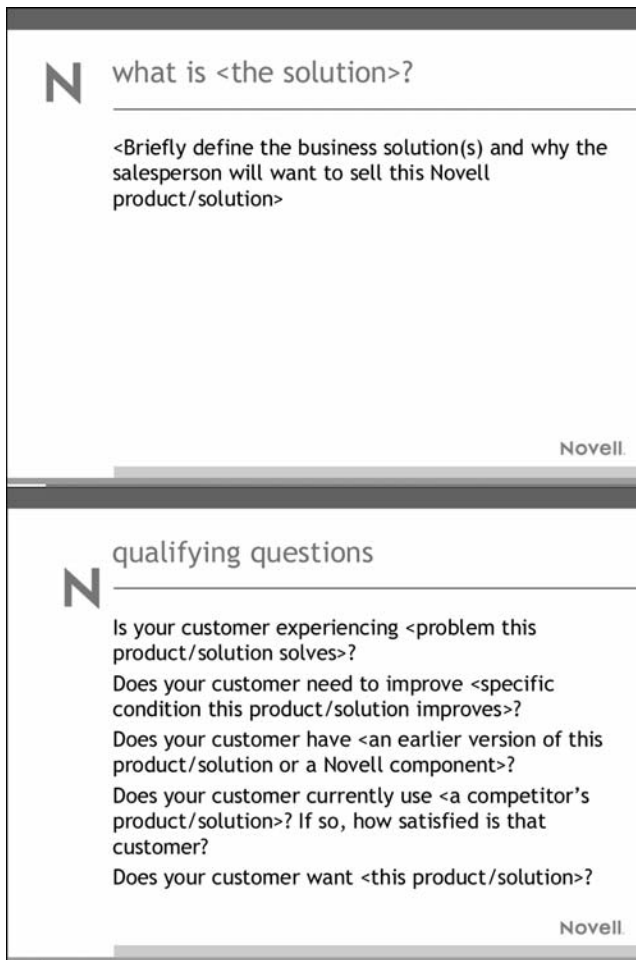 N
what is <the solution>?
<Briefly define the business solution(s) and why the
salesperson will want to sell this Novell
product/solution>
Novell.
N
qualifying questions
Is your customer experiencing <problem this
product/solution solves>?
Does your customer need to improve <specific
condition this product/solution improves>?
Does your customer have <an earlier version of this
product/solution or a Novell component>?
Does your customer currently use <a competitor's
product/solution>? If so, how satisfied is that
customer?
Does your customer want <this product/solution>?
Novell.